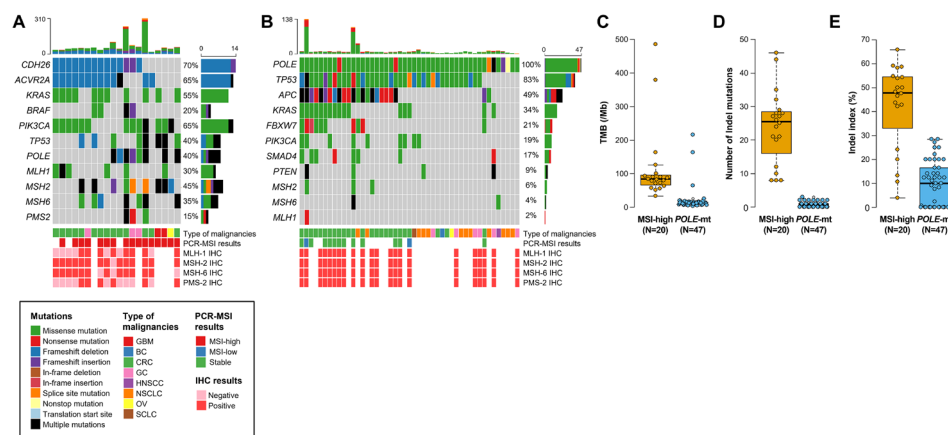 A
310
0
0
14
CDH26 70%
ACVR2A 65%
KRAS 55%
BRAF 20%
PIK3CA 65%
TP53 40%
POLE 40%
MLH1 30%
MSH2 45%
MSH6 35%
PMS2 15%
Type of malignancies
PCR-MSI results
MLH-1 IHC
MSH-2 IHC
MSH-6 IHC
PMS-2 IHC
B
138
0
0
47
POLE 100%
TP53 83%
APC 49%
KRAS 34%
FBXW7 21%
PIK3CA 19%
SMAD4 17%
PTEN 9%
MSH2 6%
MSH6 4%
MLH1 2%
Type of malignancies
PCR-MSI results
MLH-1 IHC
MSH-2 IHC
MSH-6 IHC
PMS-2 IHC
C
TMB (/Mb)
500
400
300
200
100
0
MSI-high POLE-mt
(N=20) (N=47)
D
Number of Indel mutations
50
40
30
20
10
0
MSI-high POLE-mt
(N=20) (N=47)
E
Indel index (%)
70
60
50
40
30
20
10
0
MSI-high POLE-mt
(N=20) (N=47)
Mutations
Missense mutation
Nonsense mutation
Frameshift deletion
Frameshift insertion
In-frame deletion
In-frame insertion
Splice site mutation
Nonstop mutation
Translation start site
Multiple mutations
Type of
malignancies
GBM
BC
CRC
GC
HNSCC
NSCLC
OV
SCLC
PCR-MSI
results
MSI-high
MSI-low
Stable
IHC results
Negative
Positive